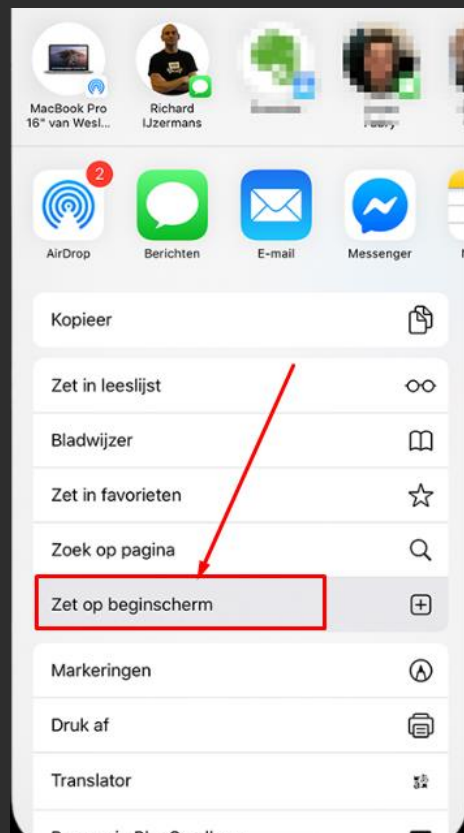 MacBook Pro
16" van Wesl...
Richard
IJzermans
2
AirDrop
Berichten
E-mail
Messenger
Kopieer
Zet in leeslijst
Bladwijzer
Zet in favorieten
Zoek op pagina
Zet op beginscherm
Markeringen
Druk af
Translator